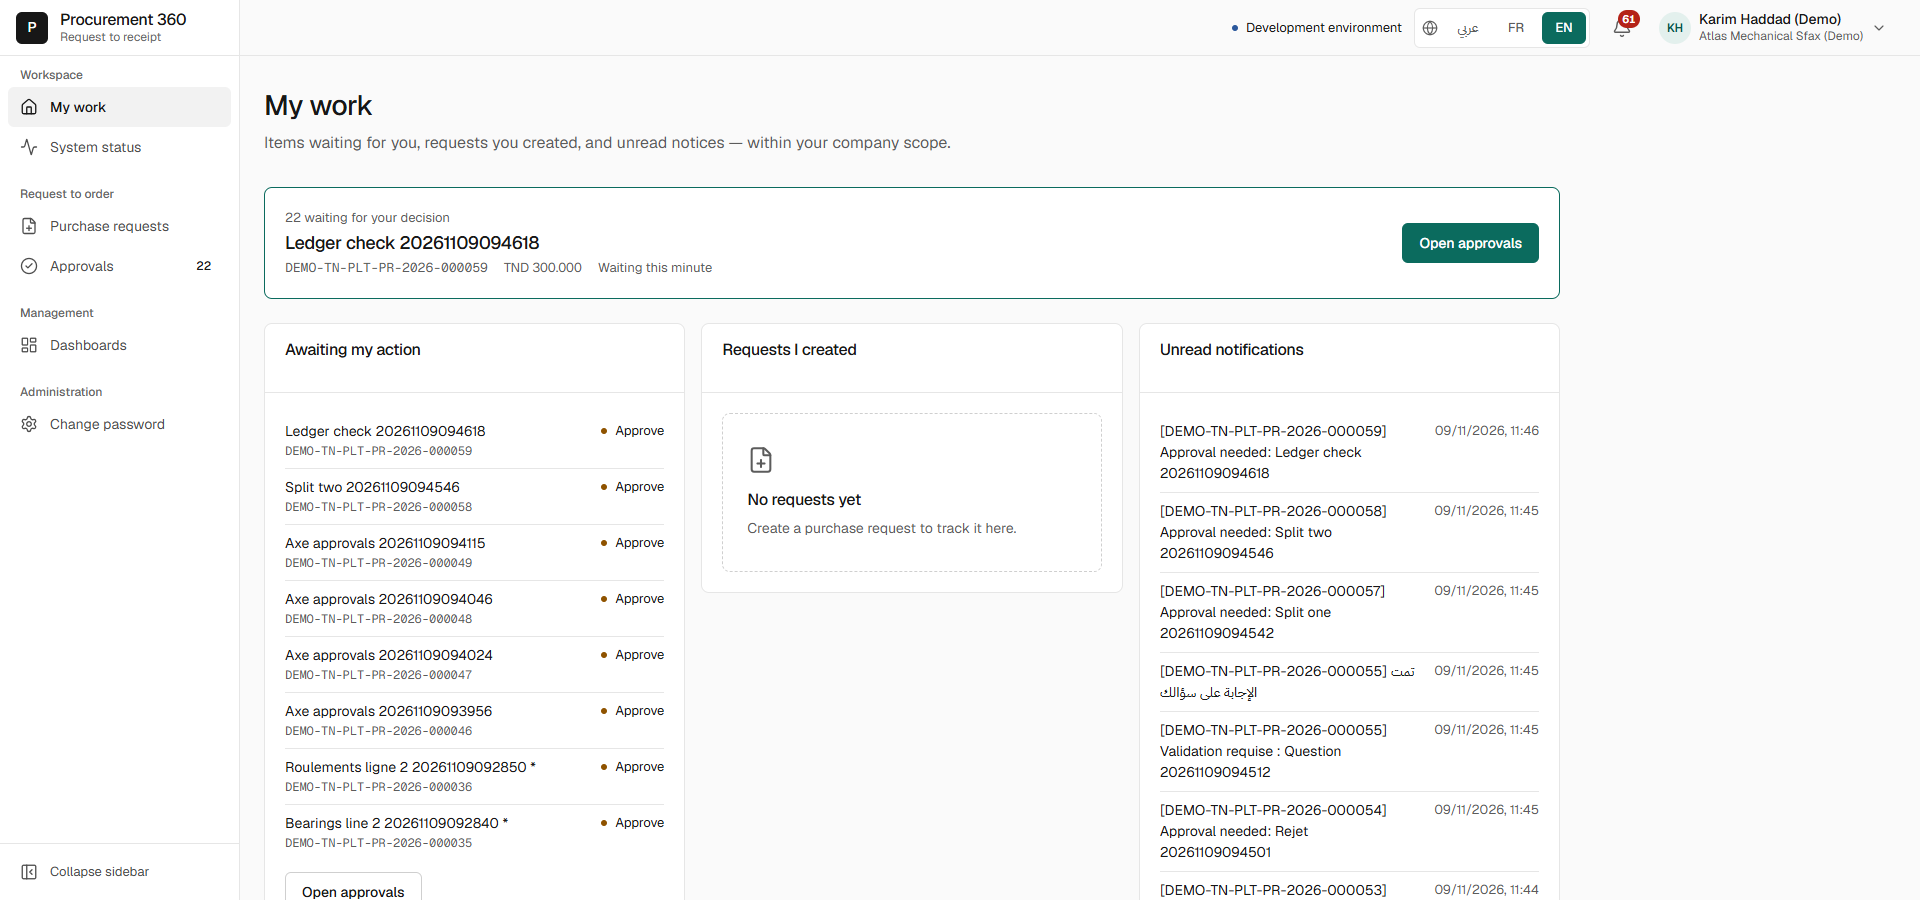 P
Procurement 360
Request to receipt
Workspace
My work
System status
Request to order
Purchase requests
Approvals
22
Management
Dashboards
Administration
Change password
Collapse sidebar
Development environment
عربي
FR
EN
61
KH
Karim Haddad (Demo)
Atlas Mechanical Sfax (Demo)
My work
Items waiting for you, requests you created, and unread notices — within your company scope.
22 waiting for your decision
Ledger check 20261109094618
DEMO-TN-PLT-PR-2026-000059 TND 300.000 Waiting this minute
Open approvals
Awaiting my action
Ledger check 20261109094618
Approve
DEMO-TN-PLT-PR-2026-000059
Split two 20261109094546
Approve
DEMO-TN-PLT-PR-2026-000058
Axe approvals 20261109094115
Approve
DEMO-TN-PLT-PR-2026-000049
Axe approvals 20261109094046
Approve
DEMO-TN-PLT-PR-2026-000048
Axe approvals 20261109094024
Approve
DEMO-TN-PLT-PR-2026-000047
Axe approvals 20261109093956
Approve
DEMO-TN-PLT-PR-2026-000046
Roulements ligne 2 20261109092850 *
Approve
DEMO-TN-PLT-PR-2026-000036
Bearings line 2 20261109092840 *
Approve
DEMO-TN-PLT-PR-2026-000035
Open approvals
Requests I created
No requests yet
Create a purchase request to track it here.
Unread notifications
[DEMO-TN-PLT-PR-2026-000059]
09/11/2026, 11:46
Approval needed: Ledger check
20261109094618
[DEMO-TN-PLT-PR-2026-000058]
09/11/2026, 11:45
Approval needed: Split two
20261109094546
[DEMO-TN-PLT-PR-2026-000057]
09/11/2026, 11:45
Approval needed: Split one
20261109094542
[DEMO-TN-PLT-PR-2026-000055] تمت
09/11/2026, 11:45
الإجابة على سؤالك
[DEMO-TN-PLT-PR-2026-000055]
09/11/2026, 11:45
Validation requise : Question
20261109094512
[DEMO-TN-PLT-PR-2026-000054]
09/11/2026, 11:45
Approval needed: Rejet
20261109094501
[DEMO-TN-PLT-PR-2026-000053]
09/11/2026, 11:44